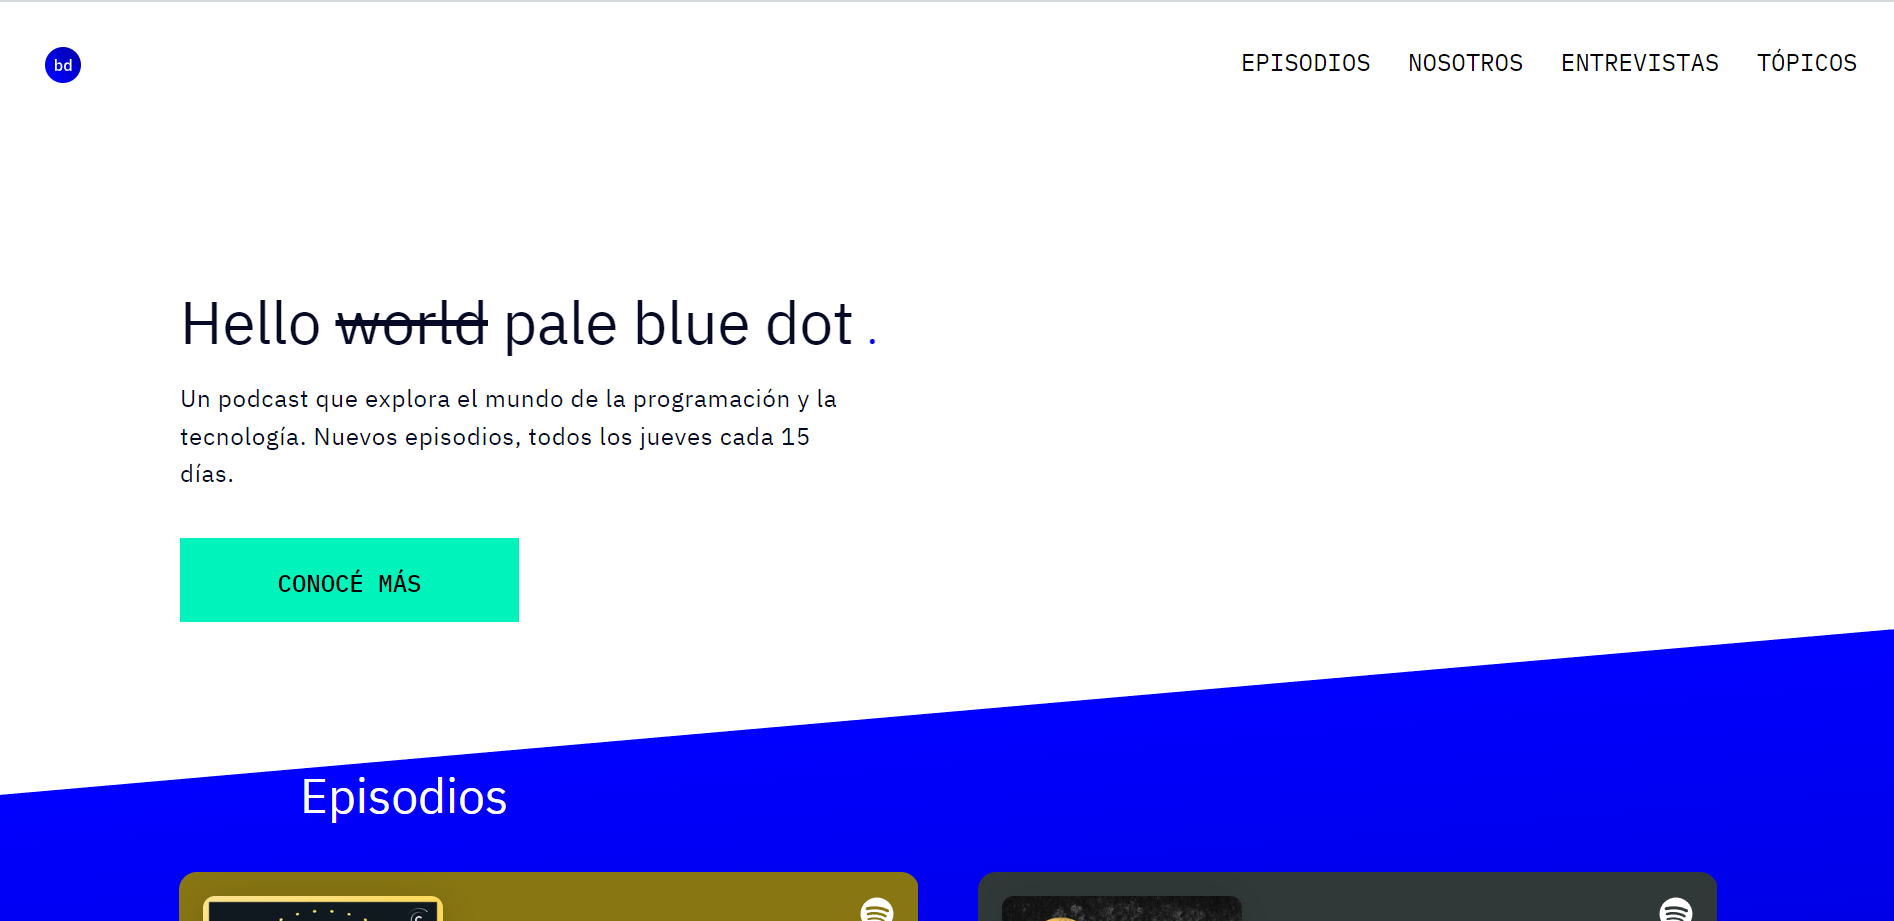 bd
EPISODIOS NOSOTROS ENTREVISTAS TÓPICOS
Hello world pale blue dot .
Un podcast que explora el mundo de la programación y la
tecnología. Nuevos episodios, todos los jueves cada 15
días.
CONOCÉ MÁS
Episodios